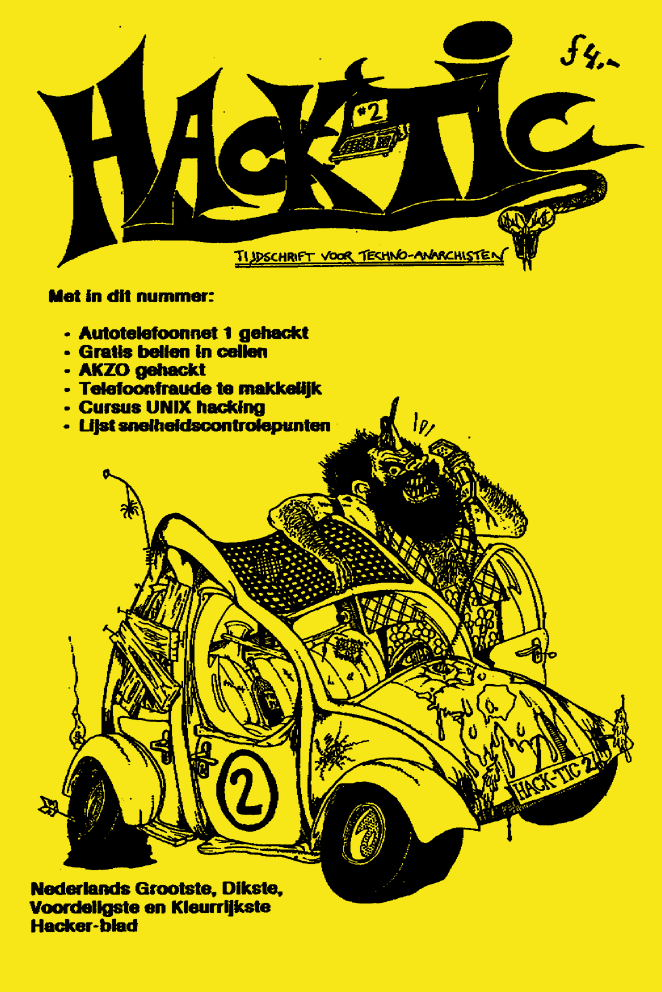 ƒ 4,-
HACK-TIC
#2
TIJDSCHRIFT VOOR TECHNO-ANARCHISTEN
Met in dit nummer:
- Autotelefoonnet 1 gehackt
- Gratis bellen in cellen
- AKZO gehackt
- Telefoonfraude te makkelijk
- Cursus UNIX hacking
- Lijst snelheidscontrolepunten
2
HACK-TIC 2
Nederlands Grootste, Dikste,
Voordeligste en Kleurrijkste
Hacker-blad